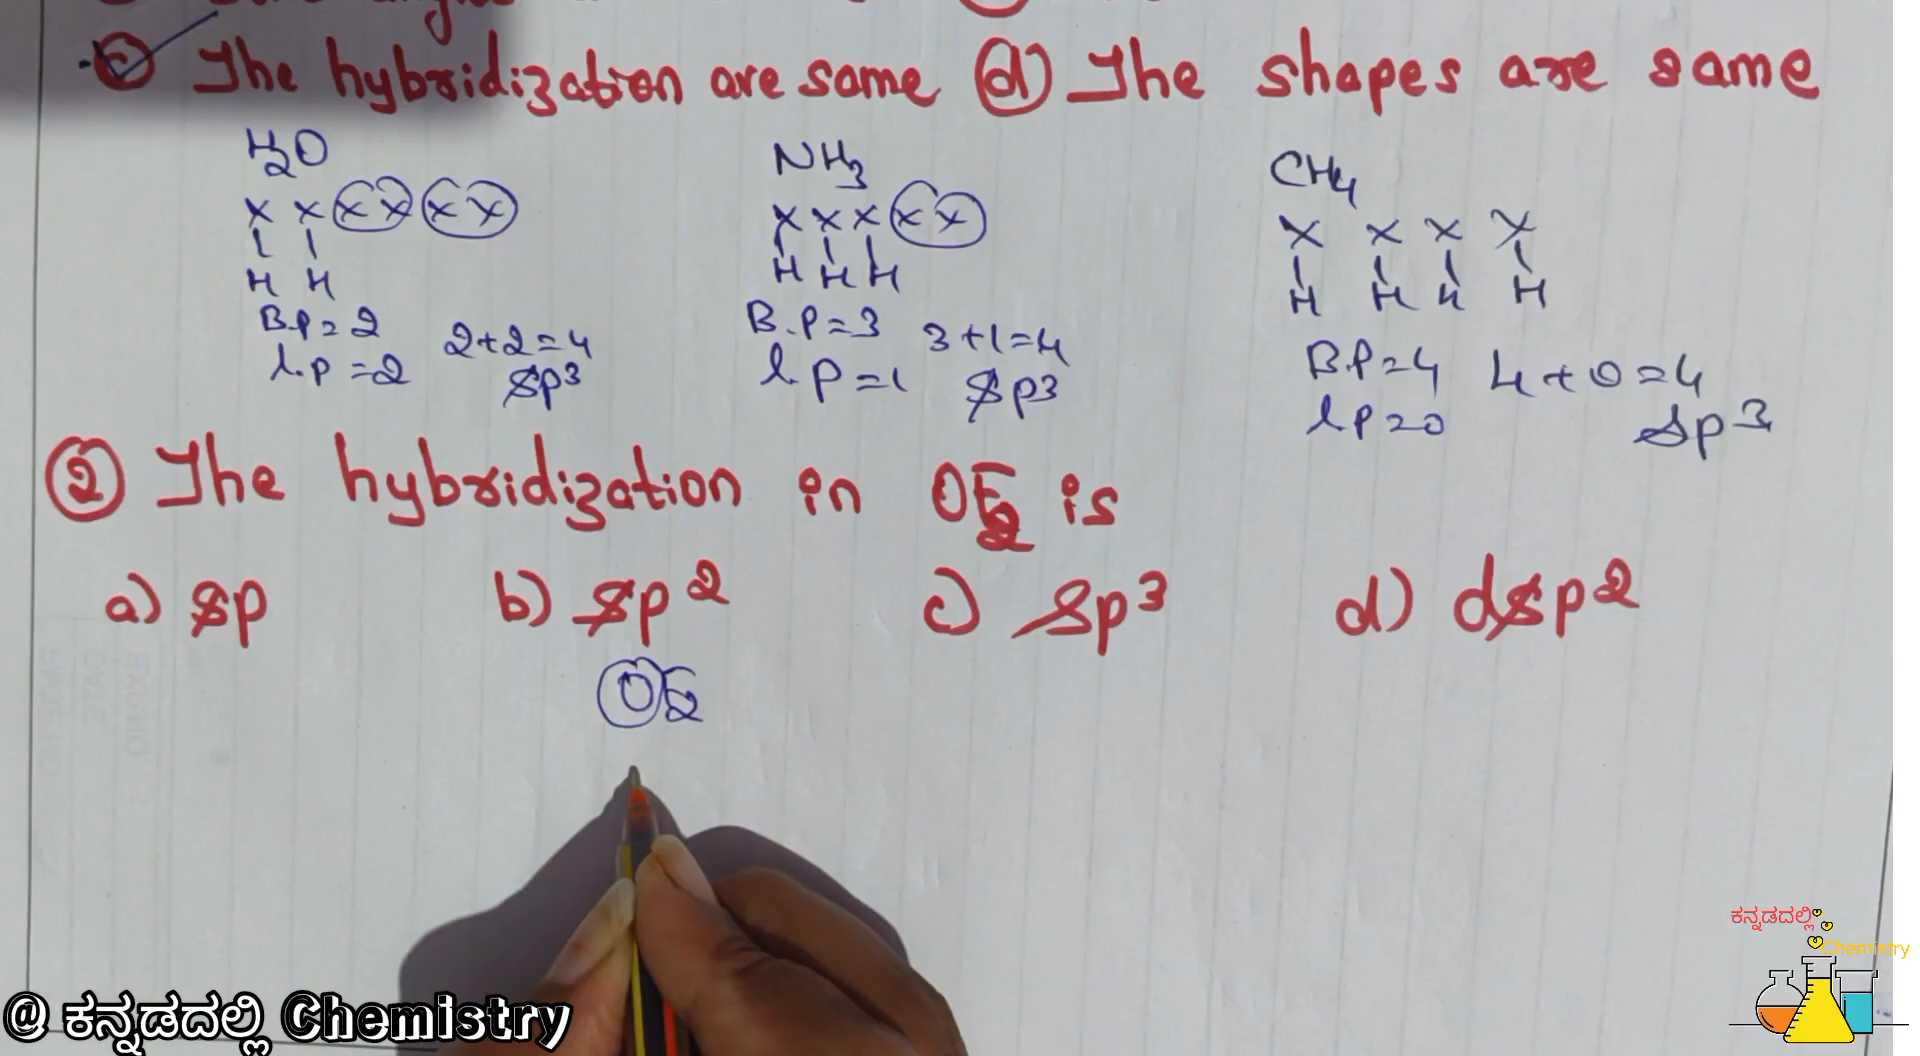 c The hybridization are same d) The shapes are same
H2O NH3 CH4
x x x x x x x x x x x x x x x
H H H H H H H H H
B.P = 2 2+2=4 B.P = 3 3+1=4 B.P = 4 4+0=4
l.p = 2 sp3 l.p = 1 sp3 l p = 0 sp3
2 The hybridization in OF2 is
a) sp b) sp2 c) sp3 d) dsp2
OF2
ಕನ್ನಡದಲ್ಲಿ
Chemistry
@ ಕನ್ನಡದಲ್ಲಿ Chemistry